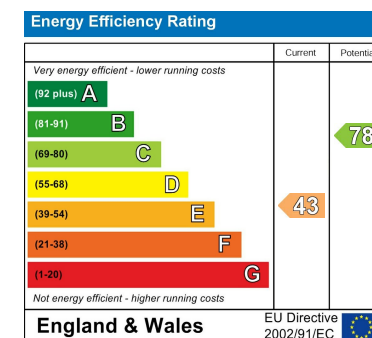 Energy Efficiency Rating
Current Potentia
Very energy efficient - lower running costs
(92 plus) A
(81-91) B
(69-80) C
(55-68) D
(39-54) E
(21-38) F
(1-20) G
43
78
Not energy efficient - higher running costs
England & Wales
EU Directive
2002/91/EC